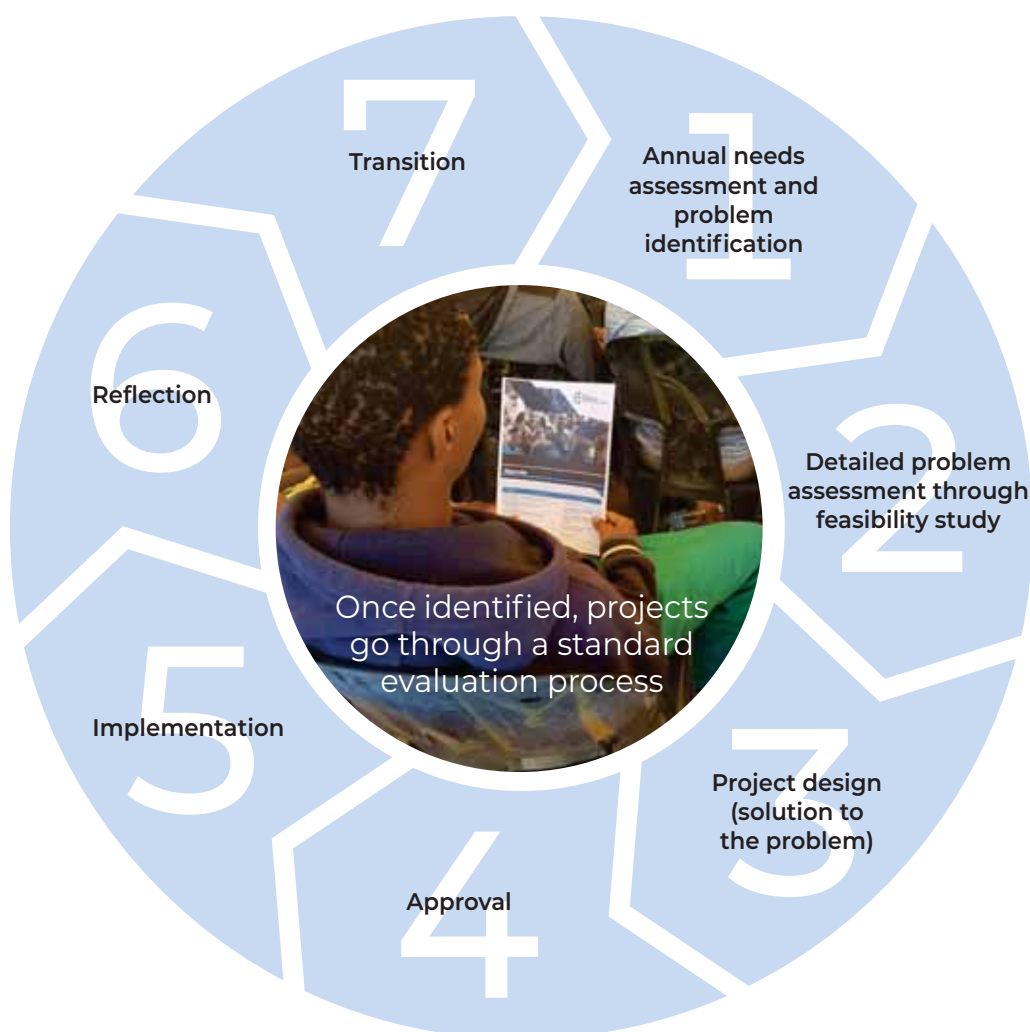 1
Annual needs
assessment and
problem
identification
2
Detailed problem
assessment through
feasibility study
3
Project design
(solution to
the problem)
4
Approval
5
Implementation
6
Reflection
7
Transition
Once identified, projects
go through a standard
evaluation process